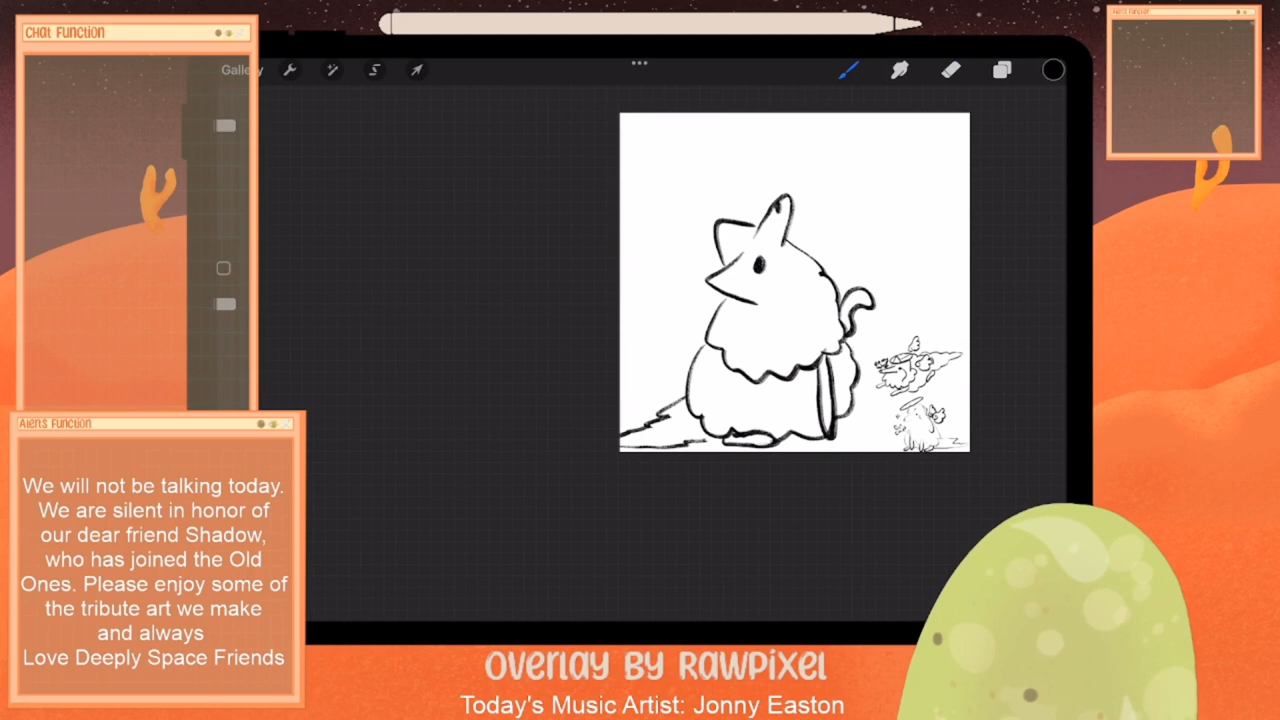 Chat Function
Gallery
Alerts Function
We will not be talking today.
We are silent in honor of
our dear friend Shadow,
who has joined the Old
Ones. Please enjoy some of
the tribute art we make
and always
Love Deeply Space Friends
Overlay by Rawpixel
Today's Music Artist: Jonny Easton